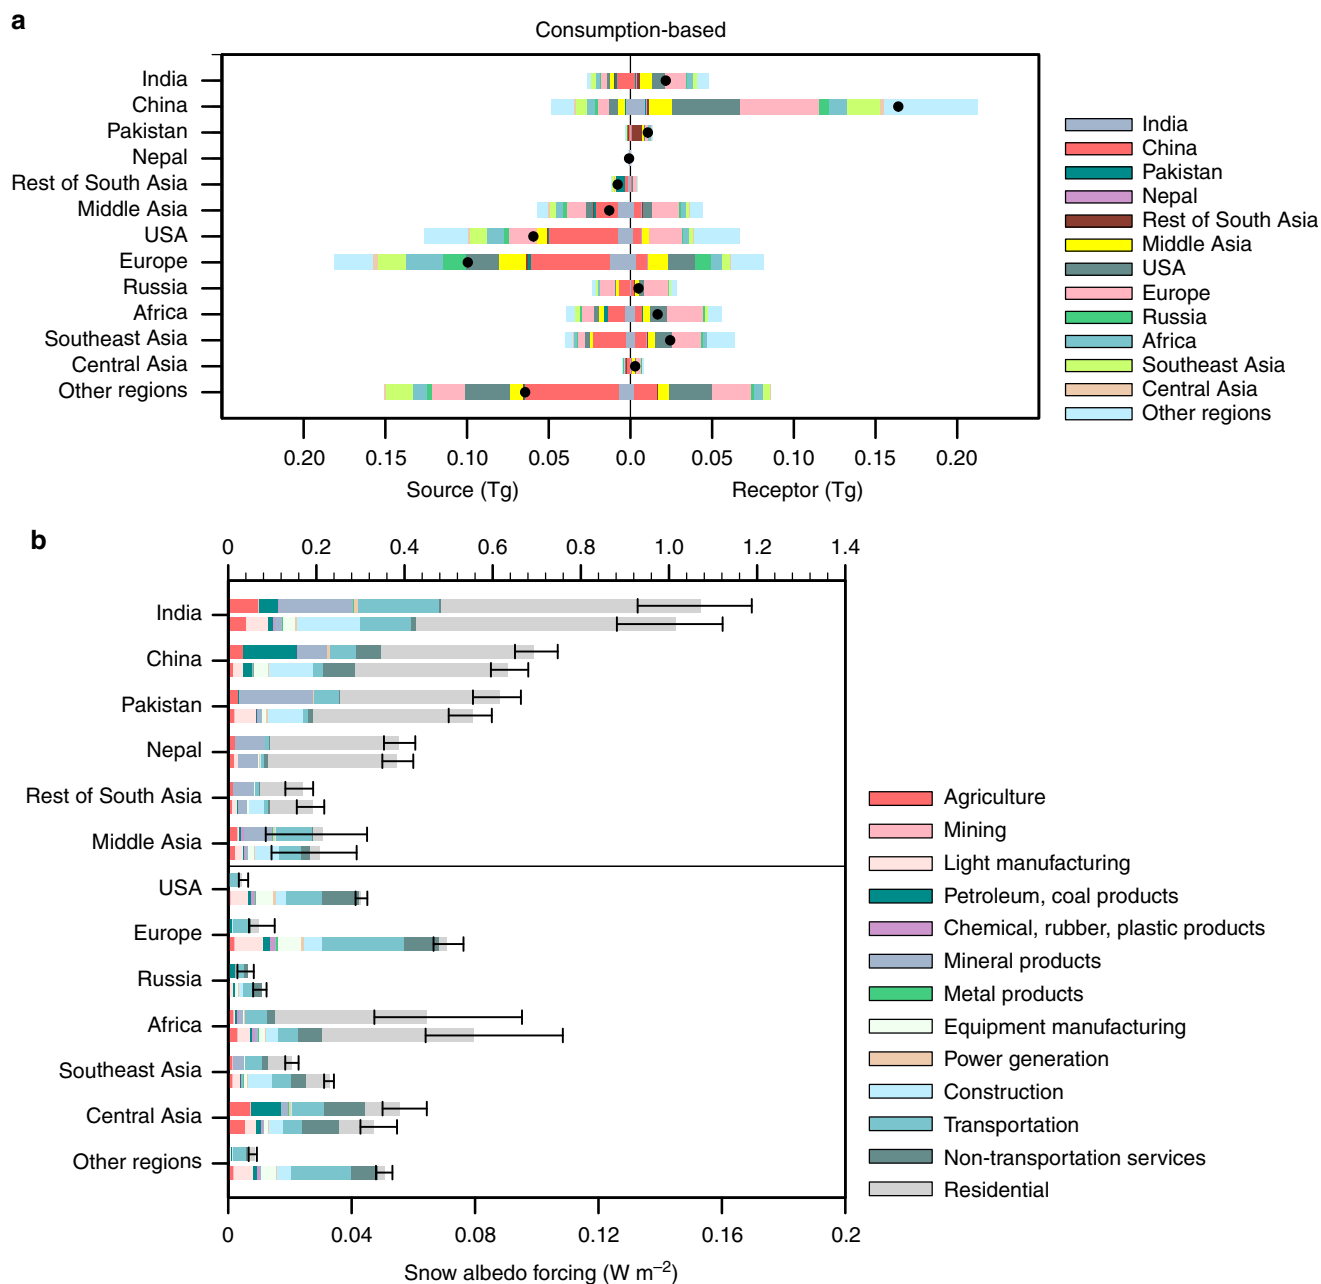 a
Consumption-based
India
China
Pakistan
Nepal
Rest of South Asia
Middle Asia
USA
Europe
Russia
Africa
Southeast Asia
Central Asia
Other regions
0.20 0.15 0.10 0.05 0.0 0.05 0.10 0.15 0.20
Source (Tg) Receptor (Tg)
India
China
Pakistan
Nepal
Rest of South Asia
Middle Asia
USA
Europe
Russia
Africa
Southeast Asia
Central Asia
Other regions
b
0 0.2 0.4 0.6 0.8 1.0 1.2 1.4
India
China
Pakistan
Nepal
Rest of South Asia
Middle Asia
USA
Europe
Russia
Africa
Southeast Asia
Central Asia
Other regions
0 0.04 0.08 0.12 0.16 0.2
Snow albedo forcing (W m⁻²)
Agriculture
Mining
Light manufacturing
Petroleum, coal products
Chemical, rubber, plastic products
Mineral products
Metal products
Equipment manufacturing
Power generation
Construction
Transportation
Non-transportation services
Residential